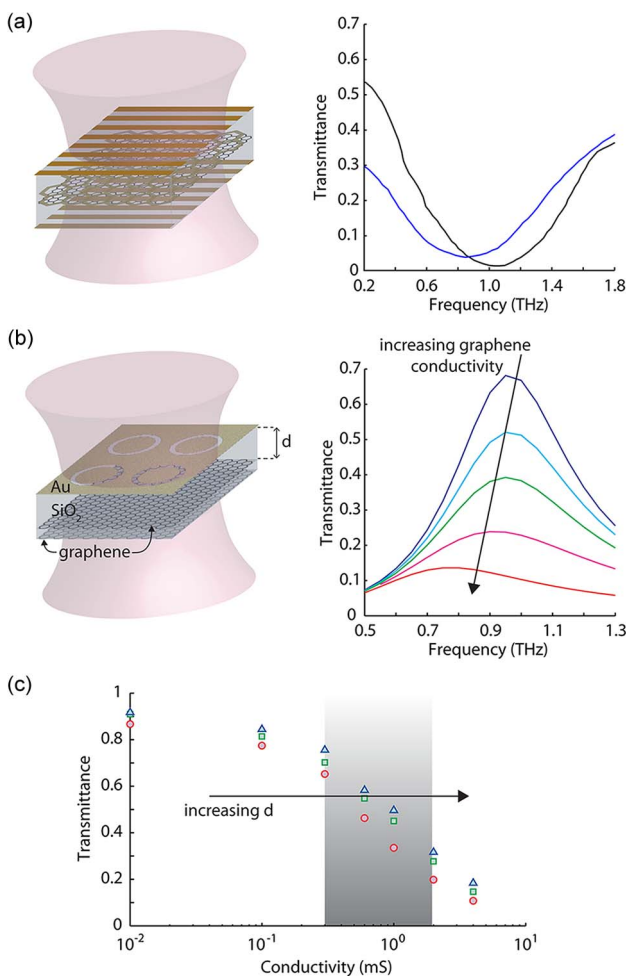 (a)
Transmittance
0.7
0.6
0.5
0.4
0.3
0.2
0.1
0
0.2 0.6 1.0 1.4 1.8
Frequency (THz)
(b)
d
Au
SiO2
graphene
increasing graphene
conductivity
Transmittance
0.7
0.6
0.5
0.4
0.3
0.2
0.1
0
0.5 0.7 0.9 1.1 1.3
Frequency (THz)
(c)
Transmittance
1
0.8
0.6
0.4
0.2
0
increasing d
10-2 10-1 100 101
Conductivity (mS)